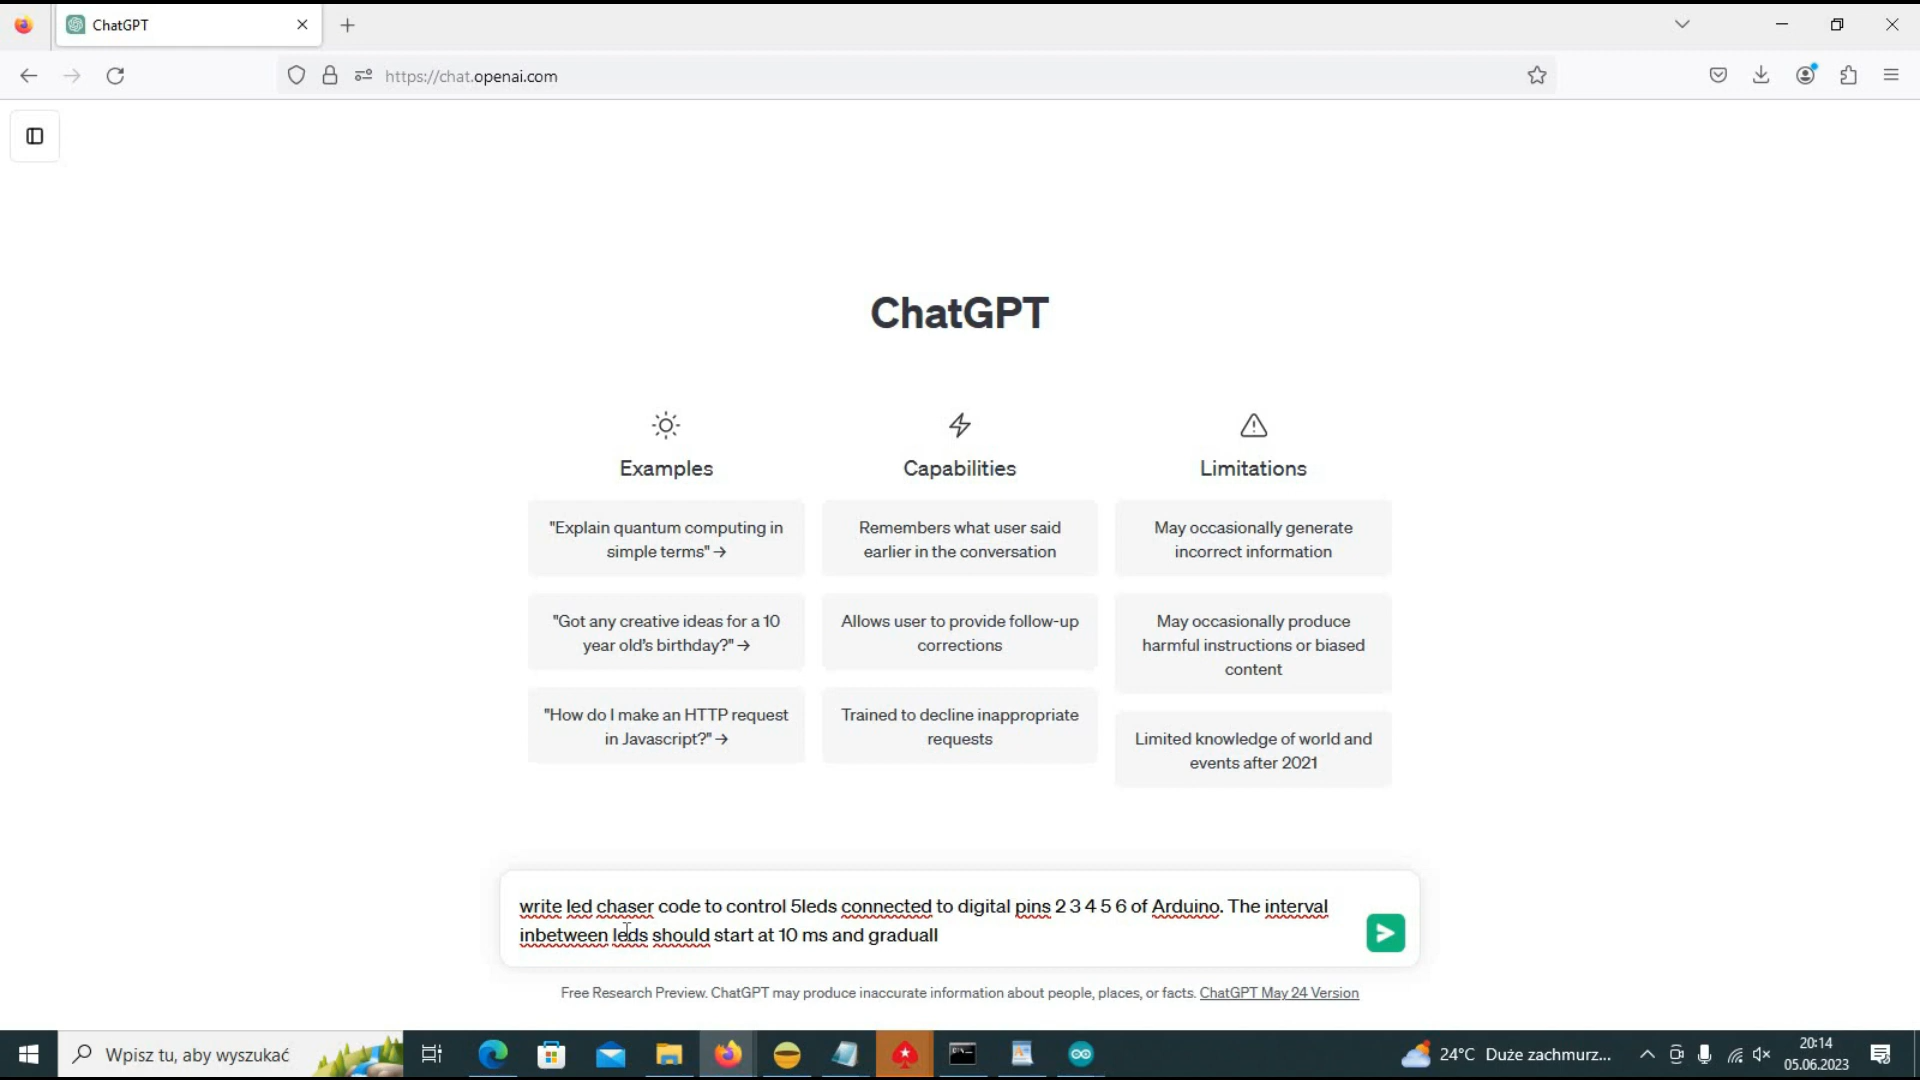 ChatGPT
https://chat.openai.com
ChatGPT
Examples
"Explain quantum computing in
simple terms" →
"Got any creative ideas for a 10
year old's birthday?" →
"How do I make an HTTP request
in Javascript?" →
Capabilities
Remembers what user said
earlier in the conversation
Allows user to provide follow-up
corrections
Trained to decline inappropriate
requests
Limitations
May occasionally generate
incorrect information
May occasionally produce
harmful instructions or biased
content
Limited knowledge of world and
events after 2021
write led chaser code to control 5leds connected to digital pins 2 3 4 5 6 of Arduino. The interval
inbetween leds should start at 10 ms and graduall
Free Research Preview. ChatGPT may produce inaccurate information about people, places, or facts. ChatGPT May 24 Version
Wpisz tu, aby wyszukać
24°C Duże zachmurz...
20:14
05.06.2023